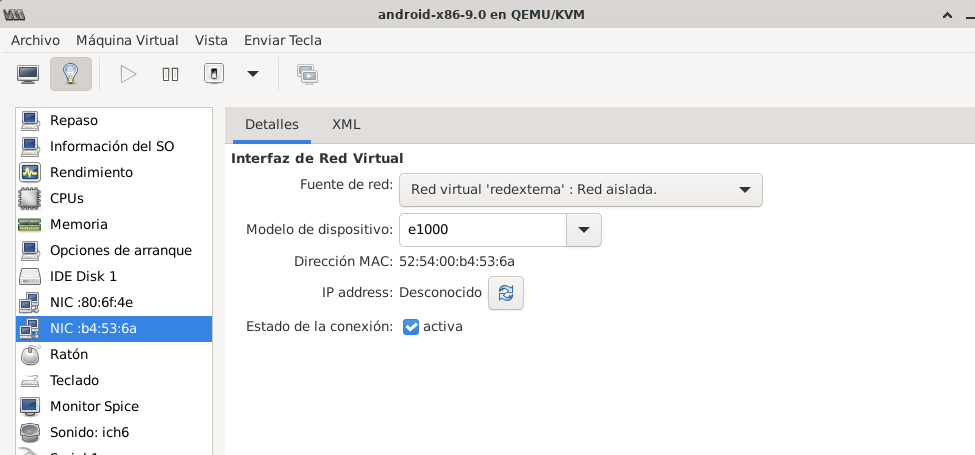 android-x86-9.0 en QEMU/KVM
Archivo Máquina Virtual Vista Enviar Tecla
Repaso
Información del SO
Rendimiento
CPUs
Memoria
Opciones de arranque
IDE Disk 1
NIC :80:6f:4e
NIC :b4:53:6a
Ratón
Teclado
Monitor Spice
Sonido: ich6
Detalles XML
Interfaz de Red Virtual
Fuente de red: Red virtual 'redexterna' : Red aislada.
Modelo de dispositivo: e1000
Dirección MAC: 52:54:00:b4:53:6a
IP address: Desconocido
Estado de la conexión: activa